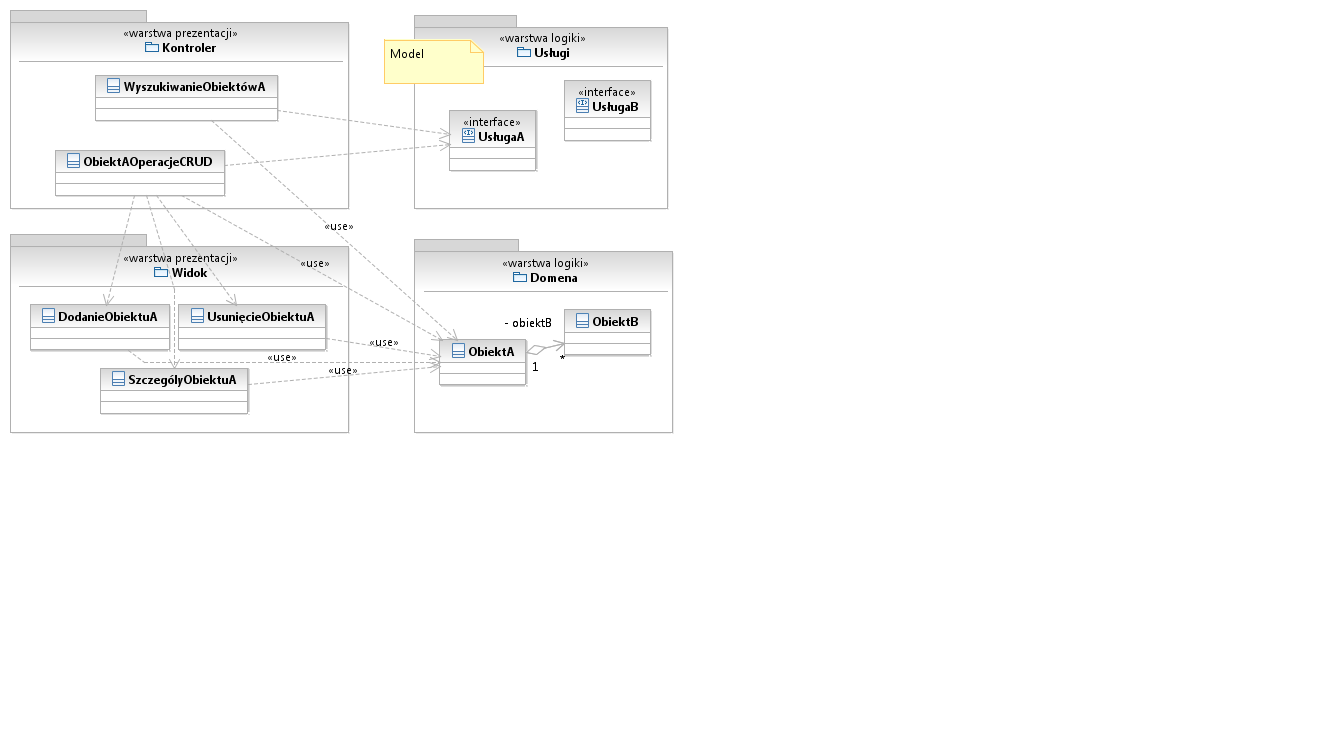 «warstwa prezentacji»
Kontroler
WyszukiwanieObiektówA
ObiektAOperacjeCRUD
«warstwa logiki»
Usługi
Model
«interface»
UsługaA
«interface»
UsługaB
«use»
«use»
«warstwa prezentacji»
Widok
DodanieObiektuA
UsunięcieObiektuA
SzczególyObiektuA
«use»
«use»
«use»
«warstwa logiki»
Domena
- obiektB
ObiektB
ObiektA
*
1